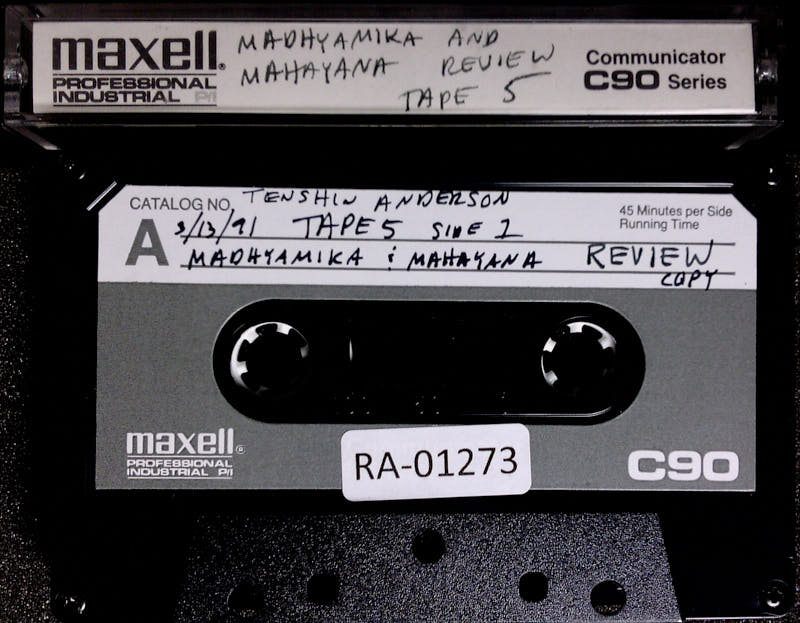 maxell®
PROFESSIONAL
INDUSTRIAL P/I
MADHYAMIKA AND
MAHAYANA REVIEW
TAPE 5
Communicator
C90 Series
CATALOG NO. TENSHIN ANDERSON
A 3/13/91 TAPE 5 SIDE 1
MADHYAMIKA & MAHAYANA REVIEW
COPY
45 Minutes per Side
Running Time
maxell®
PROFESSIONAL
INDUSTRIAL P/I
RA-01273
C90